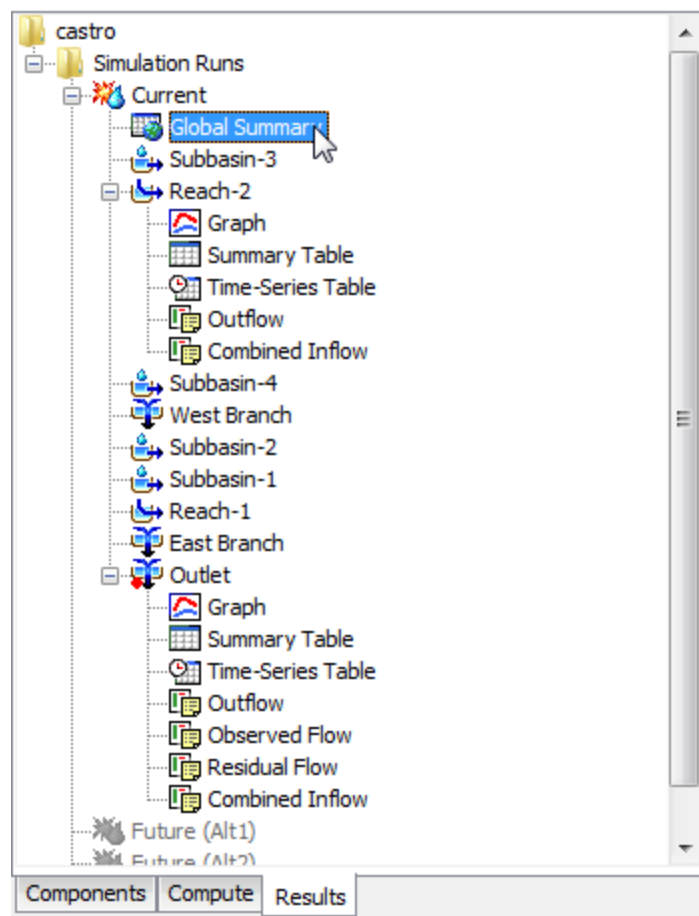 castro
Simulation Runs
Current
Global Summary
Subbasin-3
Reach-2
Graph
Summary Table
Time-Series Table
Outflow
Combined Inflow
Subbasin-4
West Branch
Subbasin-2
Subbasin-1
Reach-1
East Branch
Outlet
Graph
Summary Table
Time-Series Table
Outflow
Observed Flow
Residual Flow
Combined Inflow
Future (Alt1)
Future (Alt2)
Components Compute Results